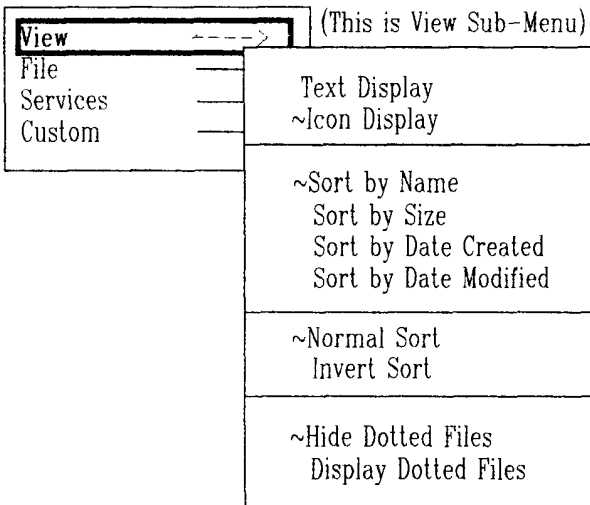 View
(This is View Sub-Menu)
File
Services
Custom
Text Display
~Icon Display
~Sort by Name
Sort by Size
Sort by Date Created
Sort by Date Modified
~Normal Sort
Invert Sort
~Hide Dotted Files
Display Dotted Files